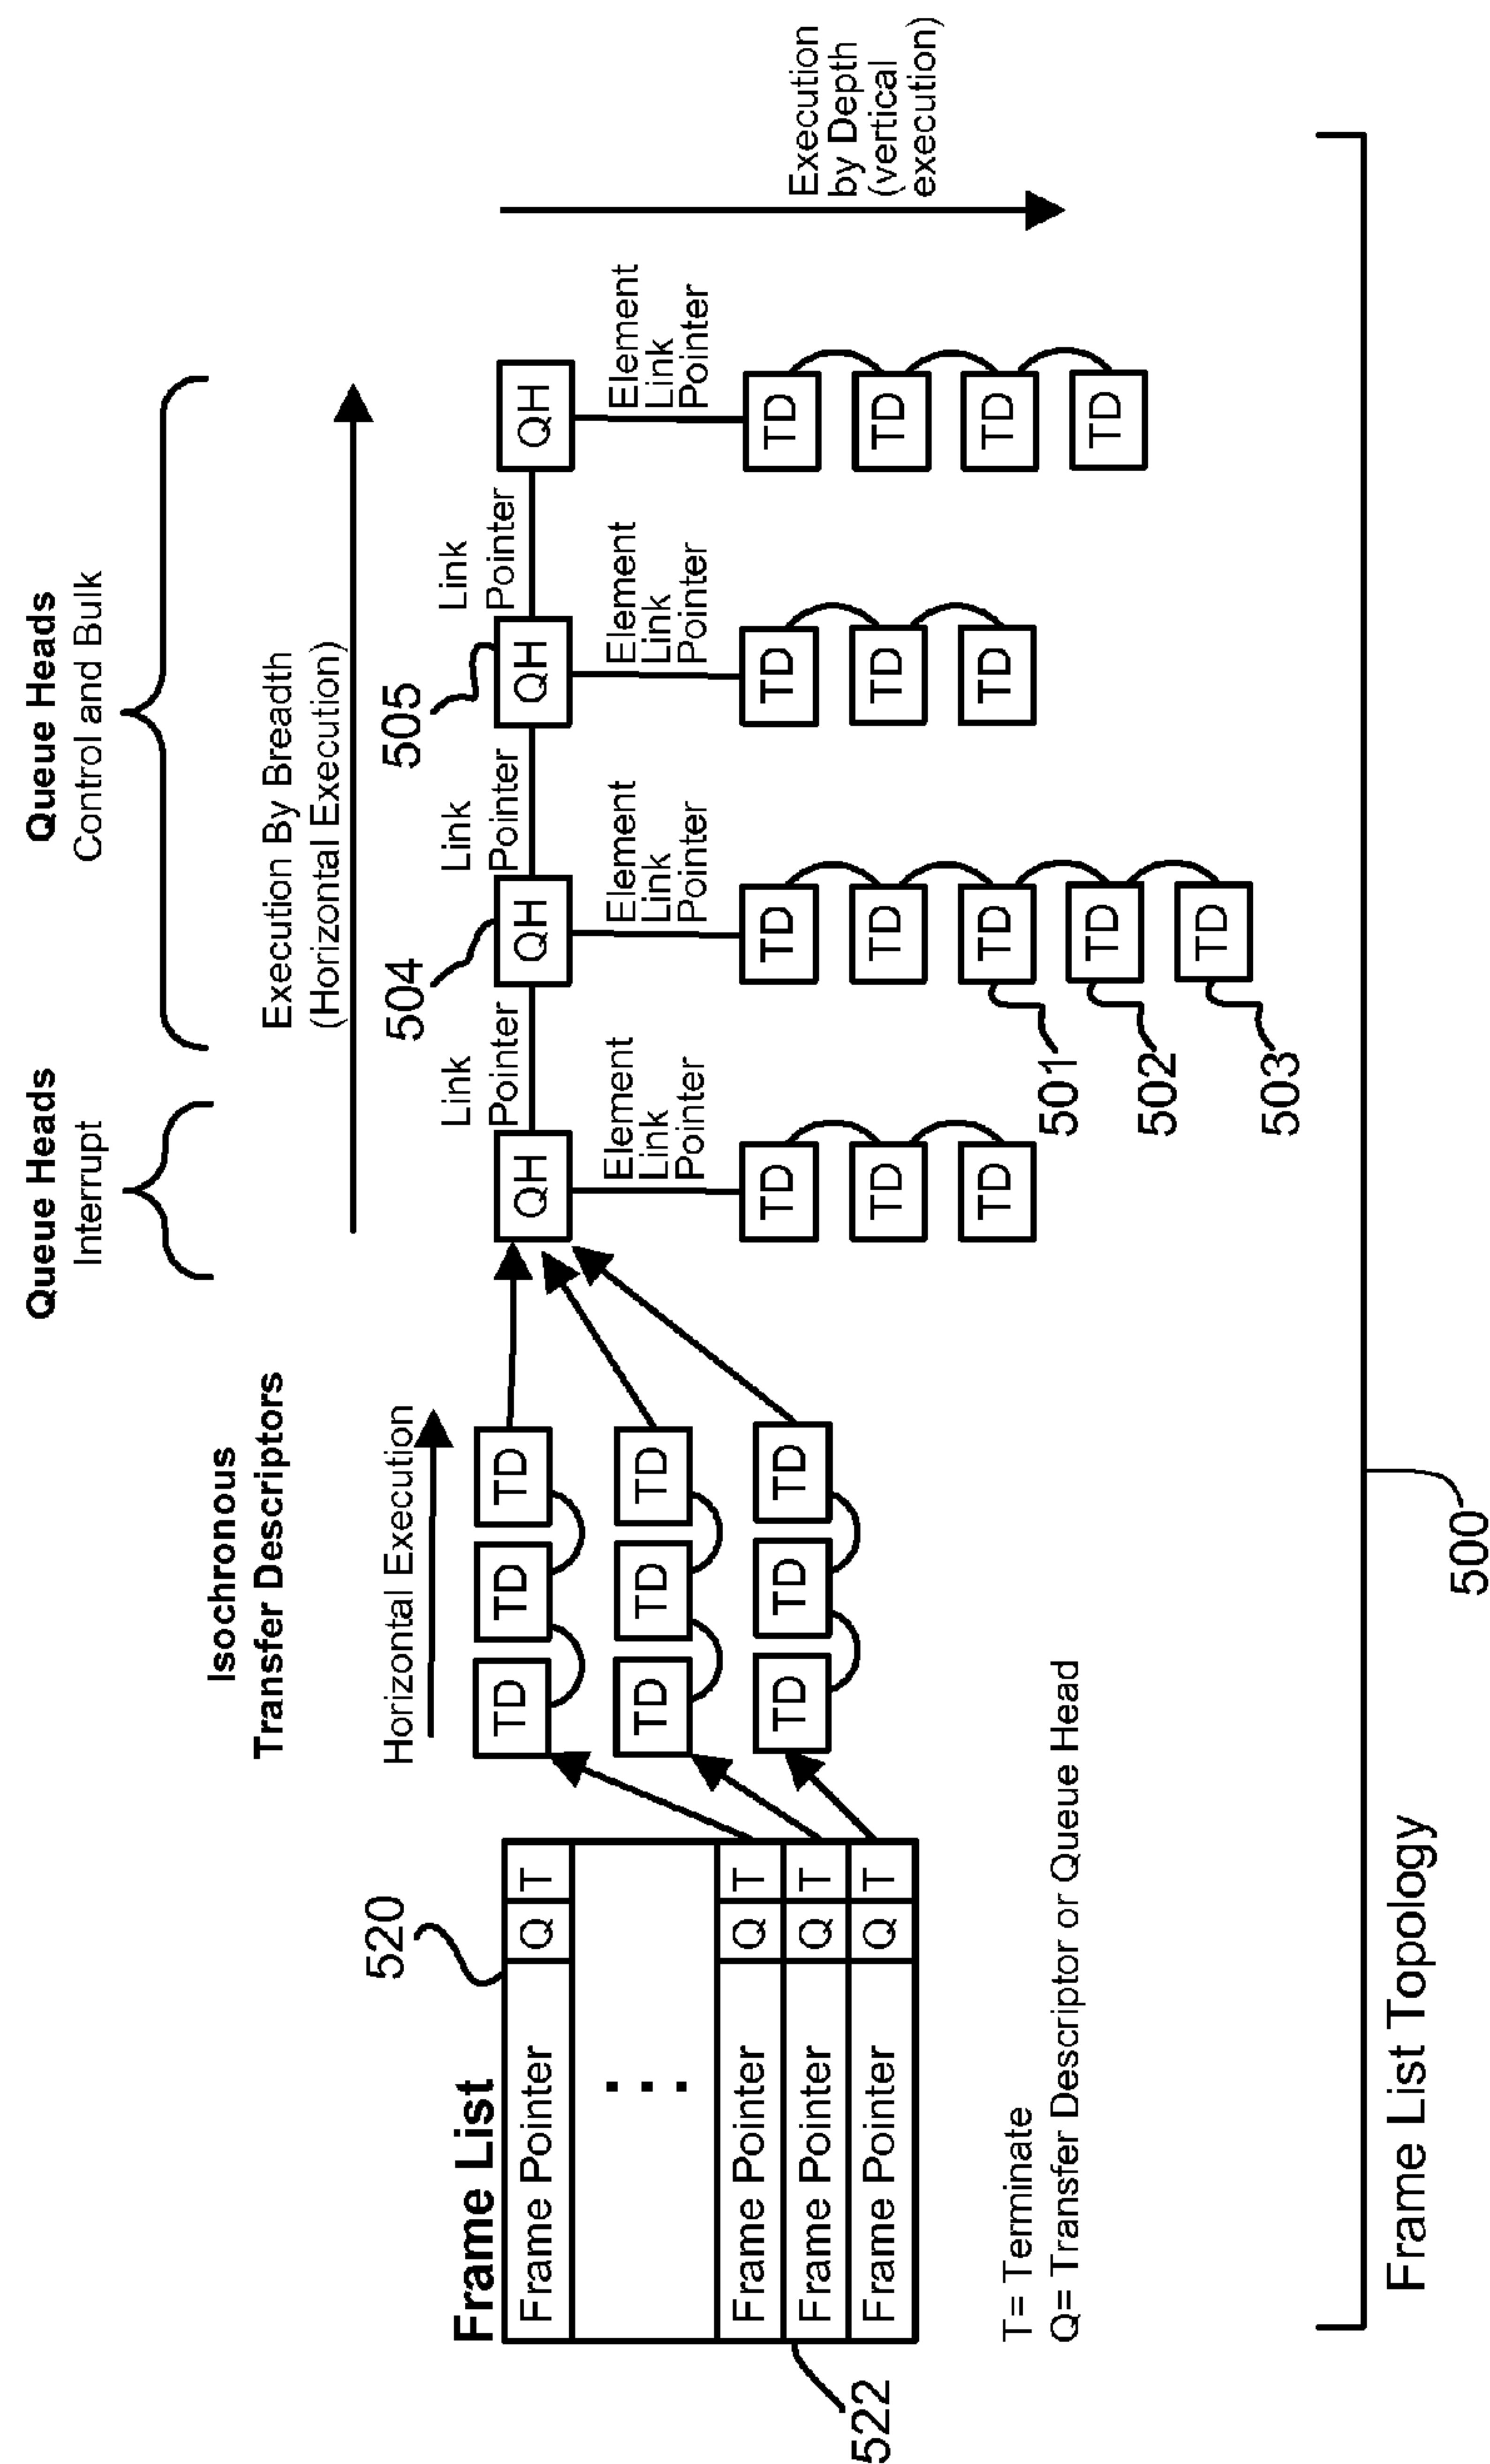 Queue Heads
Interrupt
Queue Heads
Control and Bulk
Isochronous
Transfer Descriptors
Execution By Breadth
(Horizontal Execution)
Horizontal Execution
520
504
505
Frame List
Frame Pointer Q T
Frame Pointer Q T
Frame Pointer Q T
Frame Pointer Q T
522
TD TD TD
TD TD TD
TD TD TD
Link
Pointer
Link
Pointer
Link
Pointer
QH QH QH QH
Element
Link
Pointer
Element
Link
Pointer
Element
Link
Pointer
Element
Link
Pointer
TD TD TD TD
TD TD TD TD
TD TD TD TD
TD TD
TD
501
502
503
Execution
by Depth
(vertical
execution)
T= Terminate
Q= Transfer Descriptor or Queue Head
Frame List Topology
500